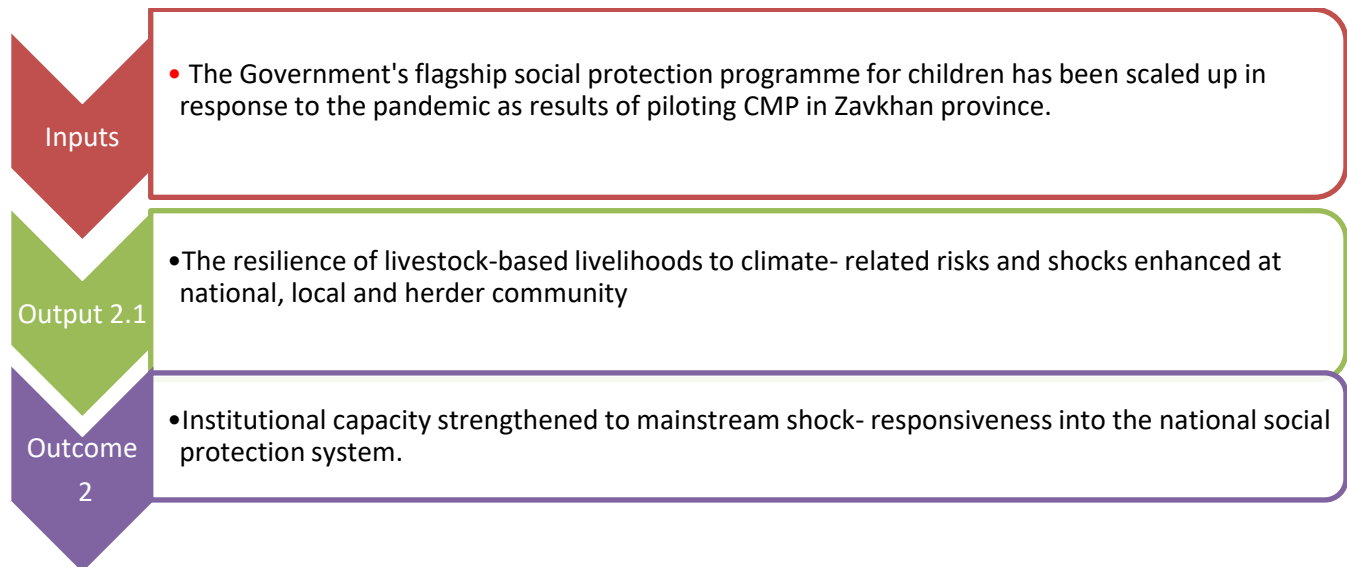 Inputs
• The Government's flagship social protection programme for children has been scaled up in
response to the pandemic as results of piloting CMP in Zavkhan province.
Output 2.1
•The resilience of livestock-based livelihoods to climate- related risks and shocks enhanced at
national, local and herder community
Outcome
2
•Institutional capacity strengthened to mainstream shock- responsiveness into the national social
protection system.